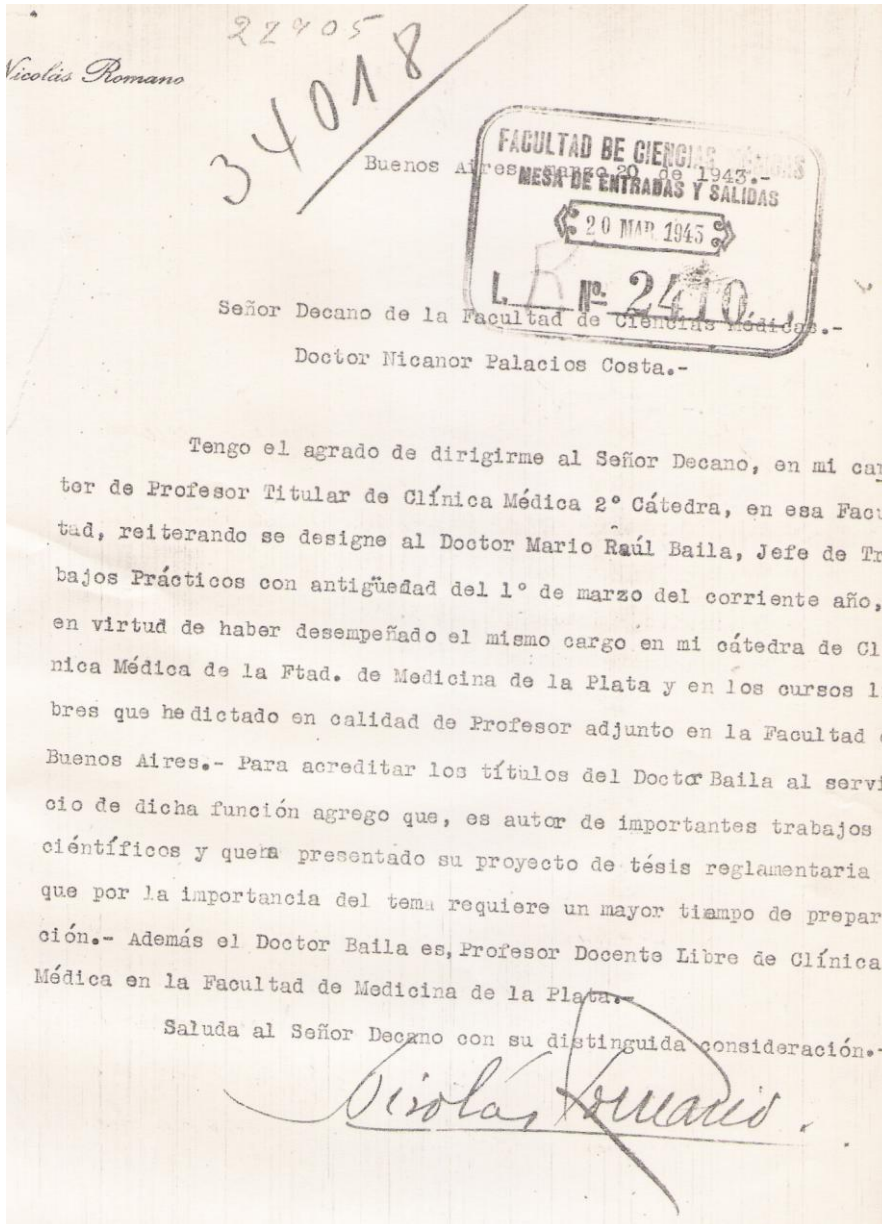 22905
Nicolás Romano
34018
FACULTAD DE CIENCIAS MÉDICAS
Buenos Aires, marzo 20 de 1943.-
MESA DE ENTRADAS Y SALIDAS
20 MAR 1943
L. R Nº 2410
Señor Decano de la Facultad de Ciencias Médicas.-
Doctor Nicanor Palacios Costa.-
Tengo el agrado de dirigirme al Señor Decano, en mi car
ter de Profesor Titular de Clínica Médica 2º Cátedra, en esa Facu
tad, reiterando se designe al Doctor Mario Raúl Baila, Jefe de Tr
bajos Prácticos con antigüedad del 1º de marzo del corriente año,
en virtud de haber desempeñado el mismo cargo en mi cátedra de Cl
nica Médica de la Ftad. de Medicina de la Plata y en los cursos l
bres que he dictado en calidad de Profesor adjunto en la Facultad
Buenos Aires.- Para acreditar los títulos del Doctor Baila al servi
cio de dicha función agrego que, es autor de importantes trabajos
ciéntíficos y que ha presentado su proyecto de tésis reglamentaria
que por la importancia del tema requiere un mayor tiampo de prepar
ción.- Además el Doctor Baila es, Profesor Docente Libre de Clínica
Médica en la Facultad de Medicina de la Plata.-
Saluda al Señor Decano con su distinguida consideración.-
Nicolás Romano.